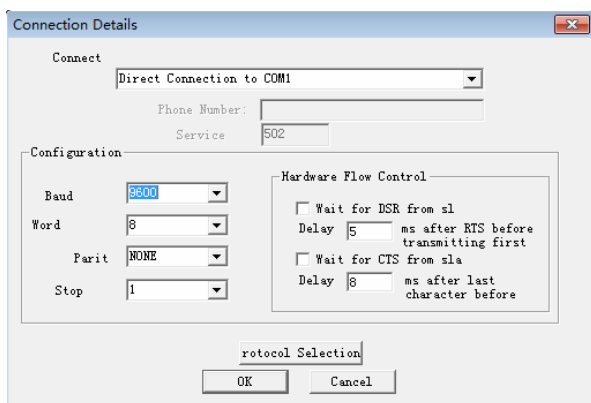 Connection Details
Connect
Direct Connection to COM1
Phone Number:
Service 502
Configuration
Baud 9600
Word 8
Parit NONE
Stop 1
Hardware Flow Control
Wait for DSR from sl
Delay 5 ms after RTS before
transmitting first
Wait for CTS from sla
Delay 8 ms after last
character before
rotocol Selection
OK Cancel